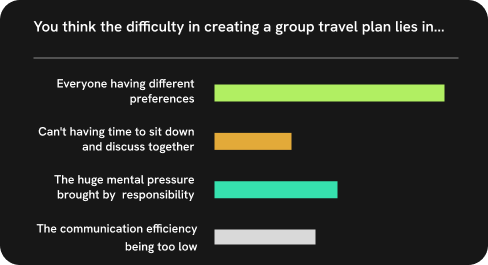 You think the difficulty in creating a group travel plan lies in...
Everyone having different
preferences
Can't having time to sit down
and discuss together
The huge mental pressure
brought by responsibility
The communication efficiency
being too low